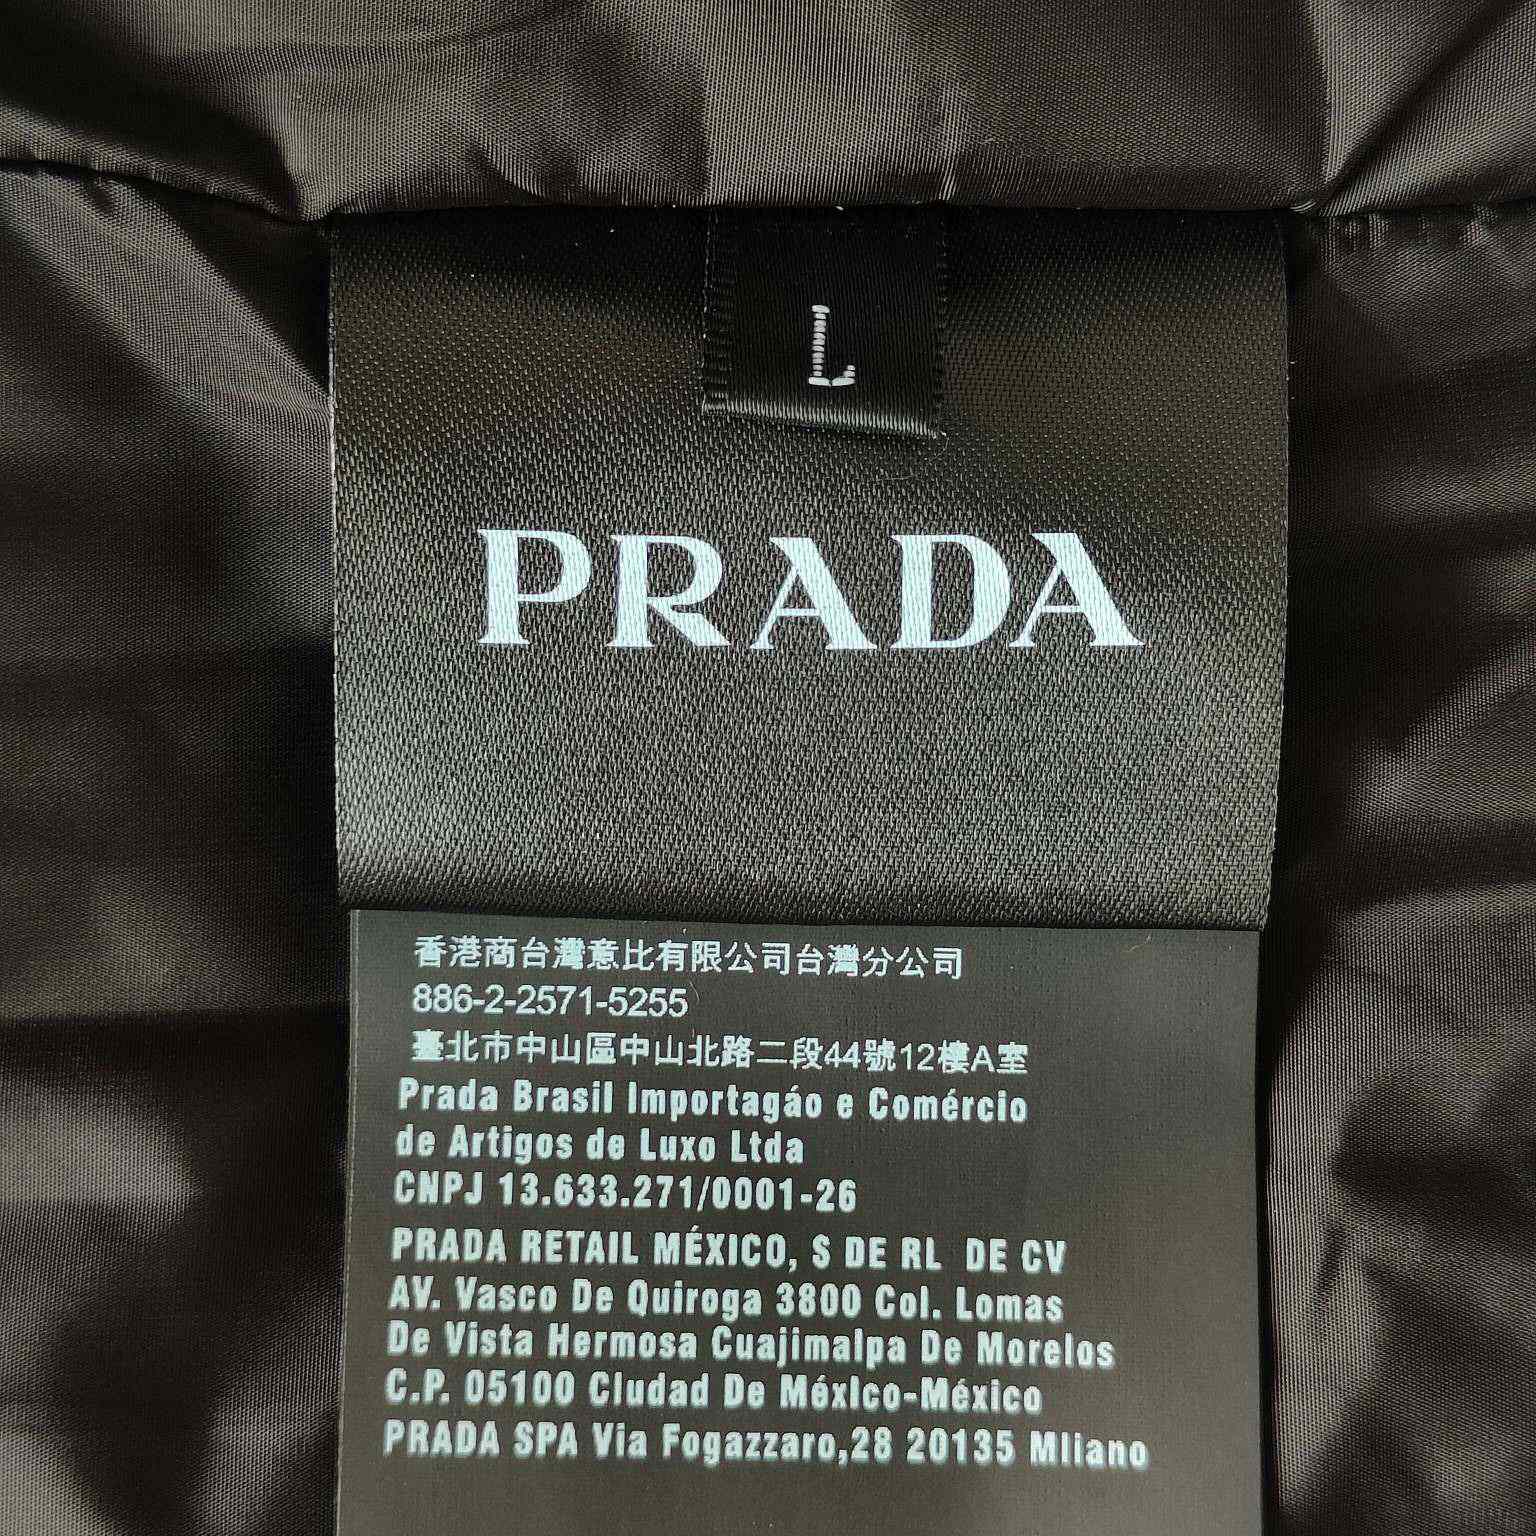 L
PRADA
香港商台灣意比有限公司台灣分公司
886-2-2571-5255
臺北市中山區中山北路二段44號12樓A室
Prada Brasil Importagáo e Comércio
de Artigos de Luxo Ltda
CNPJ 13.633.271/0001-26
PRADA RETAIL MÉXICO, S DE RL DE CV
AV. Vasco De Quiroga 3800 Col. Lomas
De Vista Hermosa Cuajimalpa De Morelos
C.P. 05100 Cludad De Méxlco-México
PRADA SPA Via Fogazzaro,28 20135 Mliano